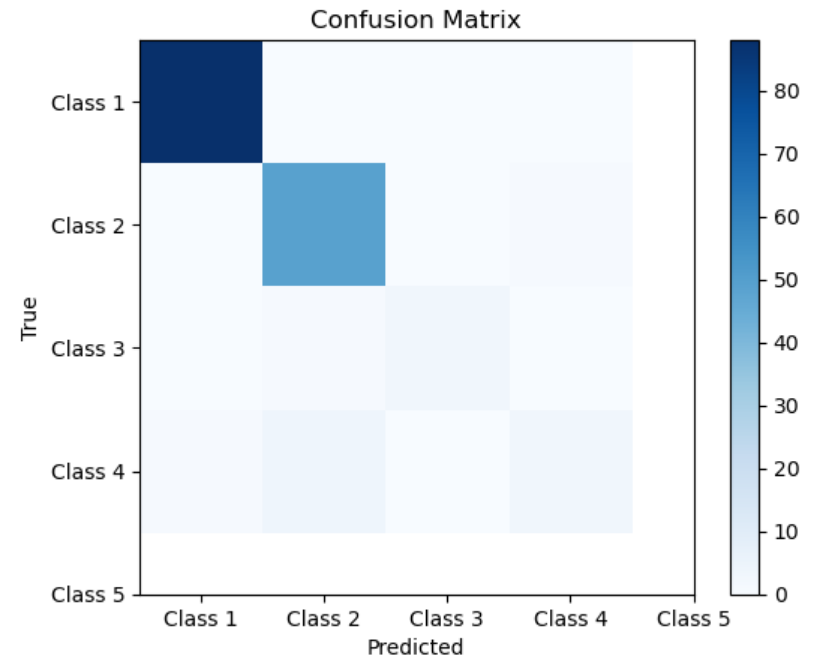 Confusion Matrix
Class 1
Class 2
Class 3
Class 4
Class 5
True
Class 1 Class 2 Class 3 Class 4 Class 5
Predicted
80
70
60
50
40
30
20
10
0